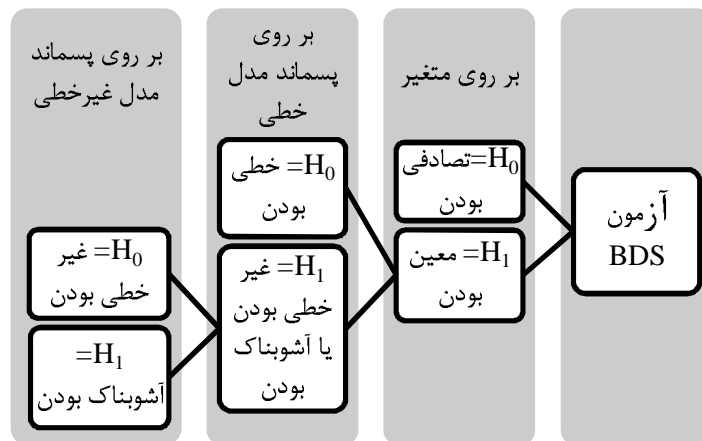 آزمون
BDS
بر روی متغیر
H₀=تصادفی
بودن
H₁= معین
بودن
بر روی
پسماند مدل
خطی
H₀= خطی
بودن
H₁= غیر
خطی بودن
یا آشوبناک
بودن
بر روی پسماند
مدل غیرخطی
H₀= غیر
خطی بودن
H₁=
آشوبناک بودن